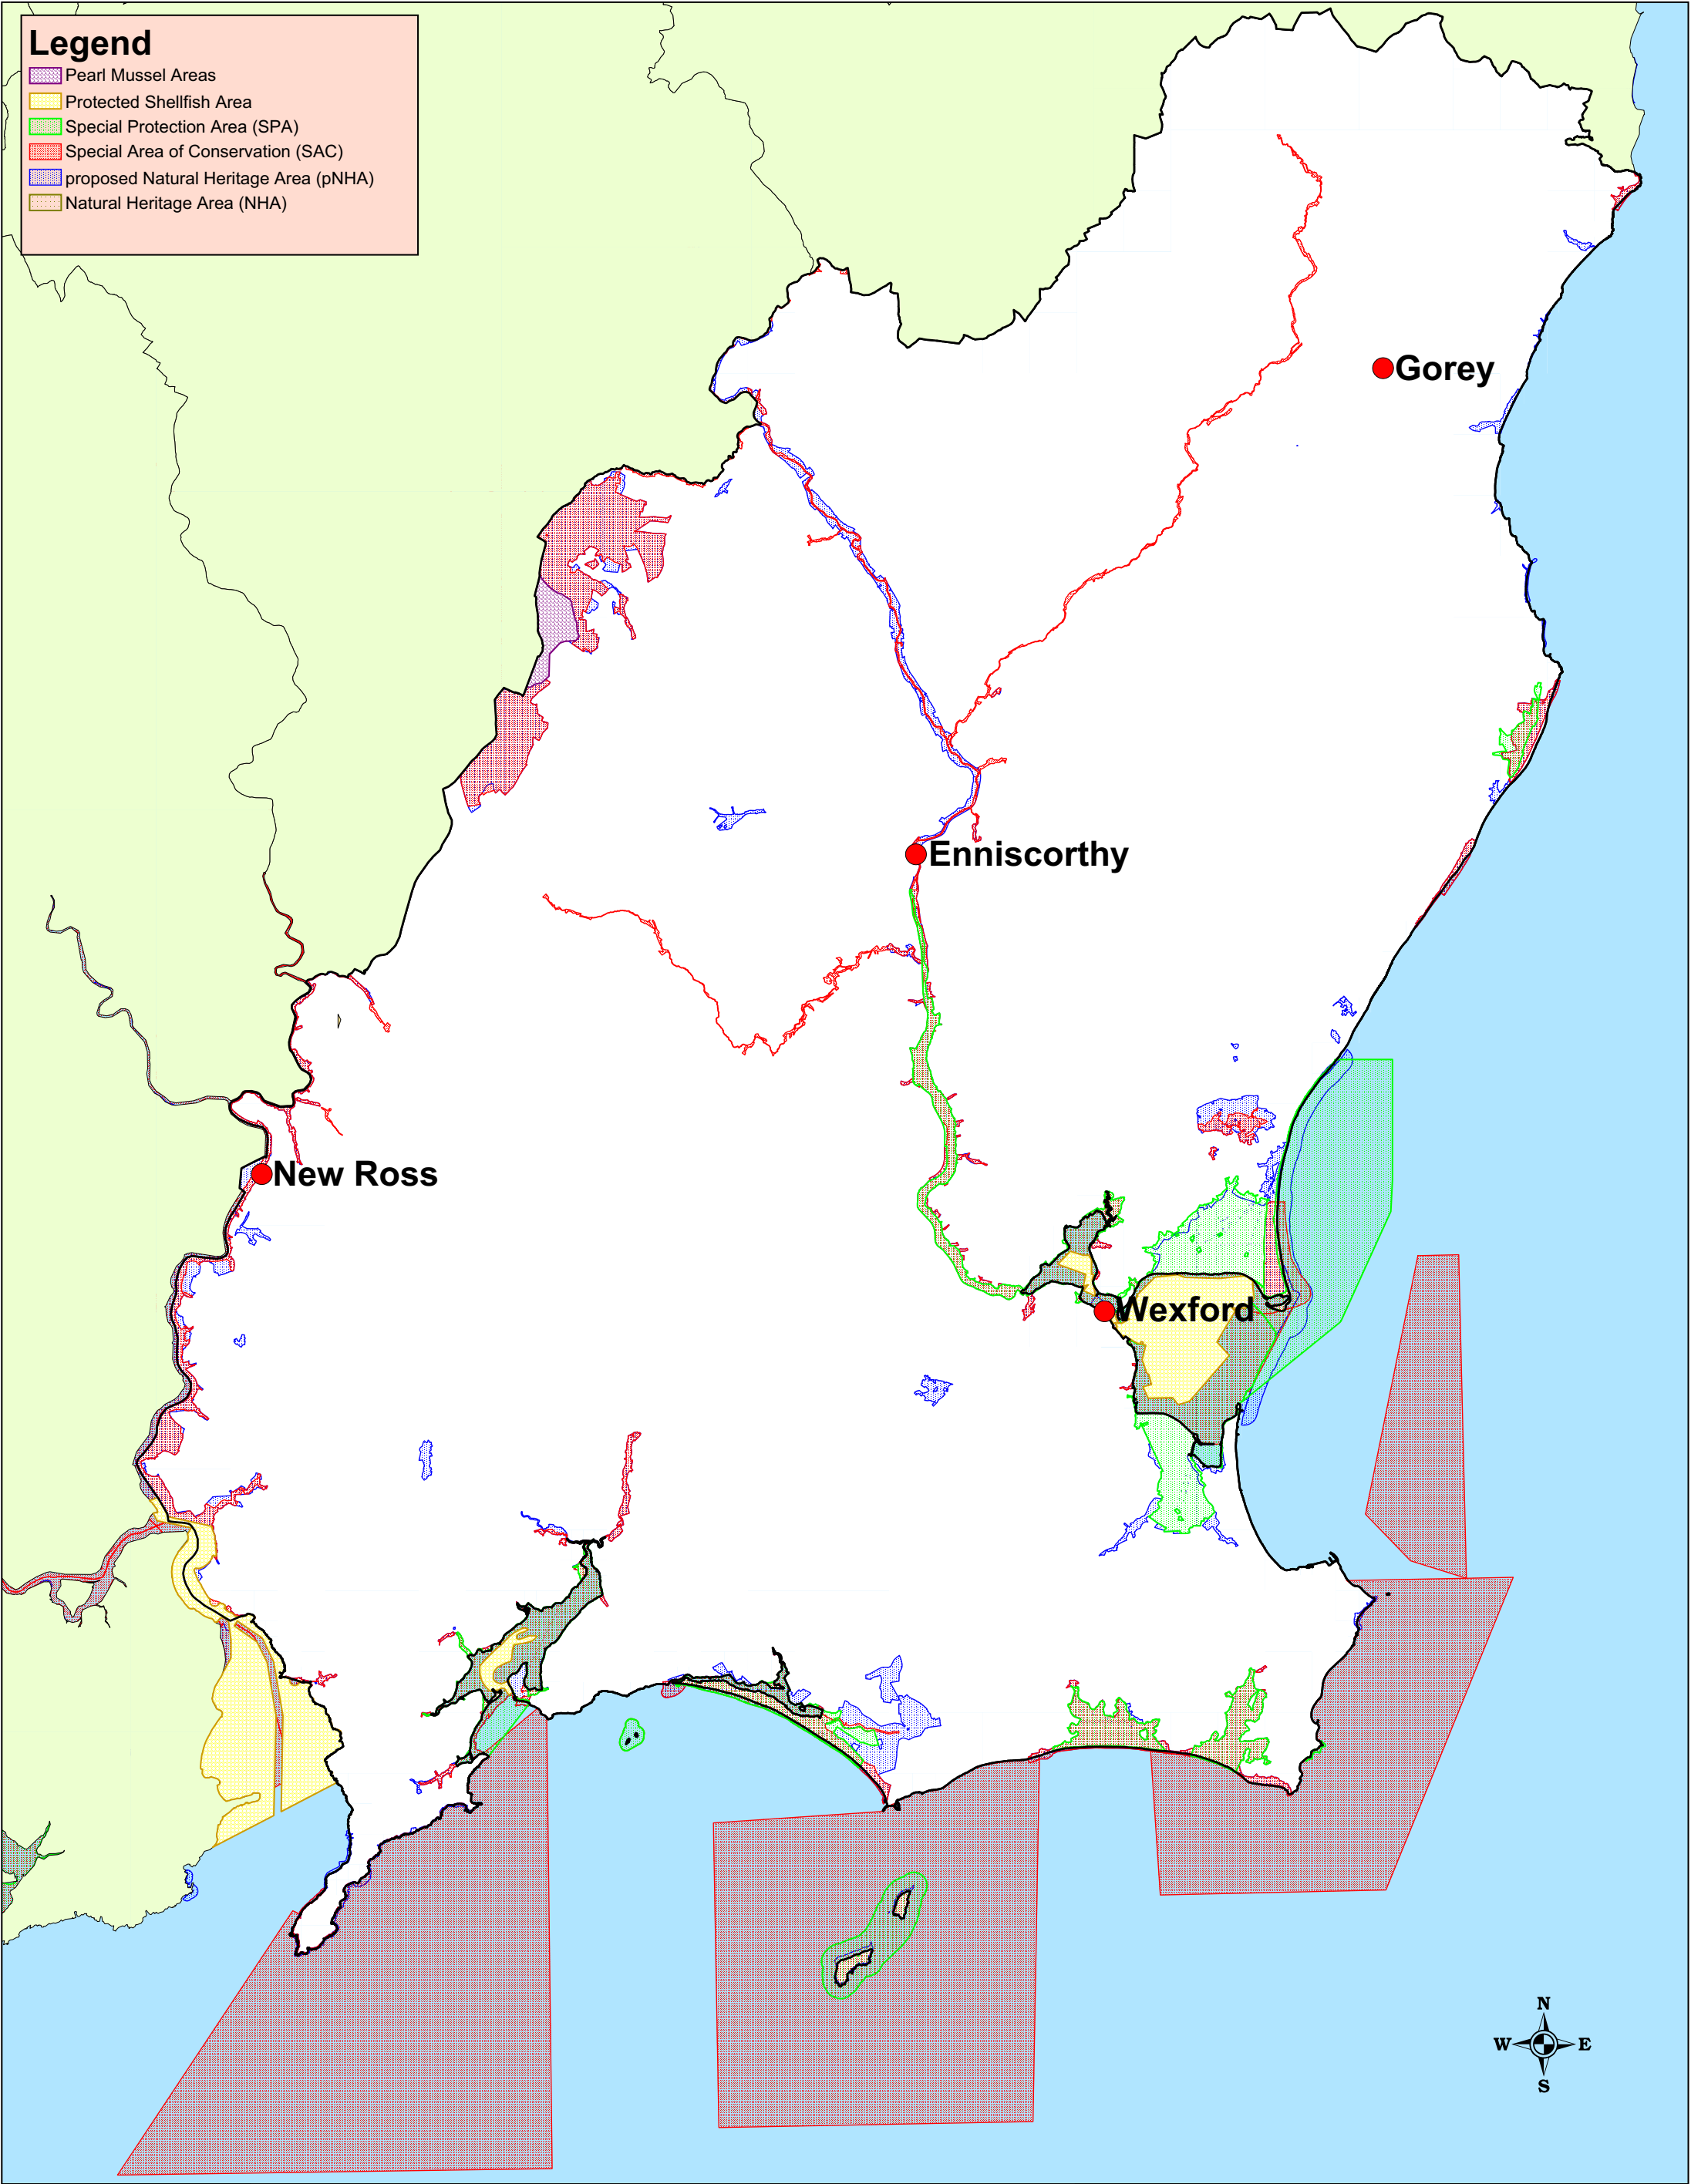 Legend
Pearl Mussel Areas
Protected Shellfish Area
Special Protection Area (SPA)
Special Area of Conservation (SAC)
proposed Natural Heritage Area (pNHA)
Natural Heritage Area (NHA)
Gorey
Enniscorthy
New Ross
Wexford
N
W E
S